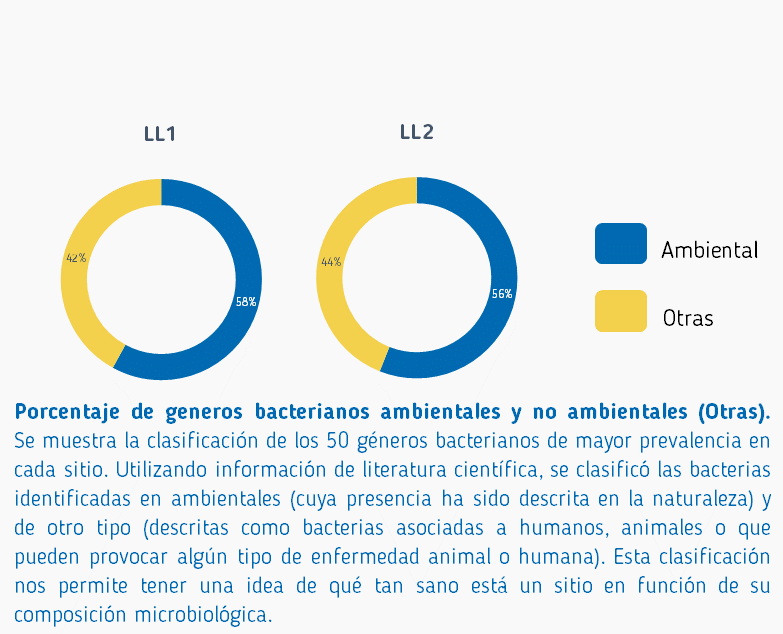 LL1
LL2
42%
58%
44%
56%
Ambiental
Otras
Porcentaje de generos bacterianos ambientales y no ambientales (Otras).
Se muestra la clasificación de los 50 géneros bacterianos de mayor prevalencia en
cada sitio. Utilizando información de literatura científica, se clasificó las bacterias
identificadas en ambientales (cuya presencia ha sido descrita en la naturaleza) y
de otro tipo (descritas como bacterias asociadas a humanos, animales o que
pueden provocar algún tipo de enfermedad animal o humana). Esta clasificación
nos permite tener una idea de qué tan sano está un sitio en función de su
composición microbiológica.